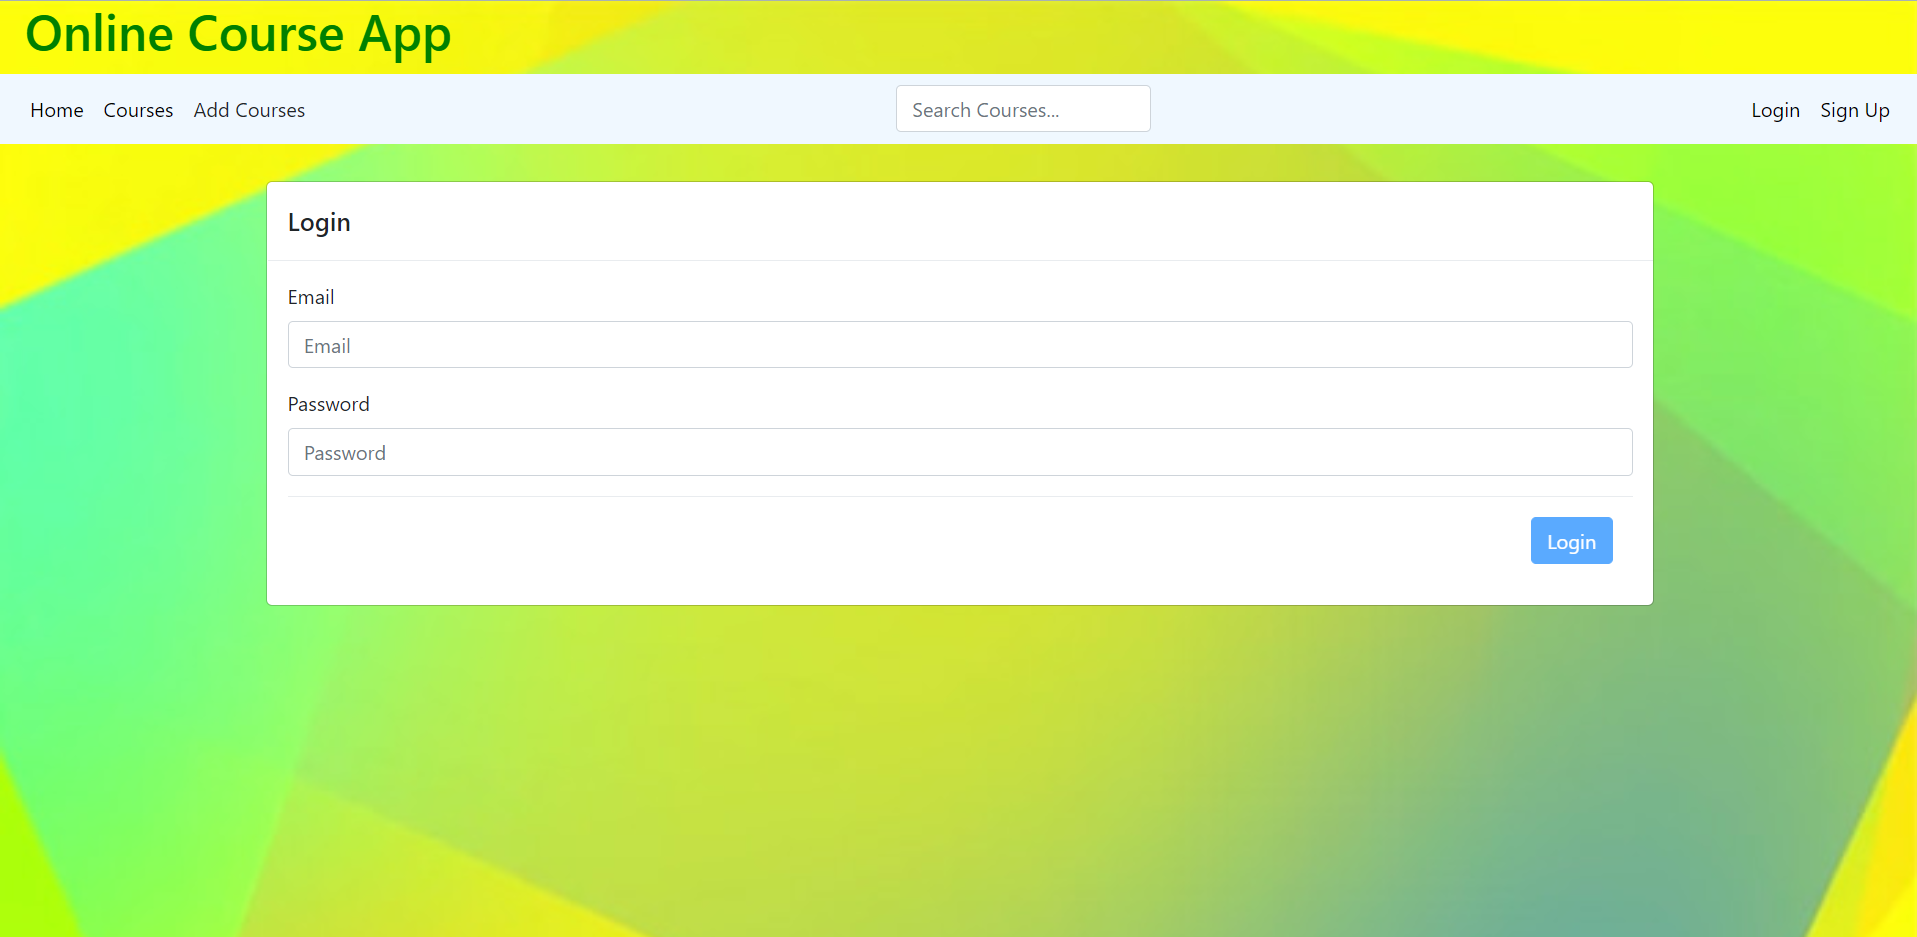 Online Course App
Home Courses Add Courses Search Courses... Login Sign Up
Login
Email
Email
Password
Password
Login